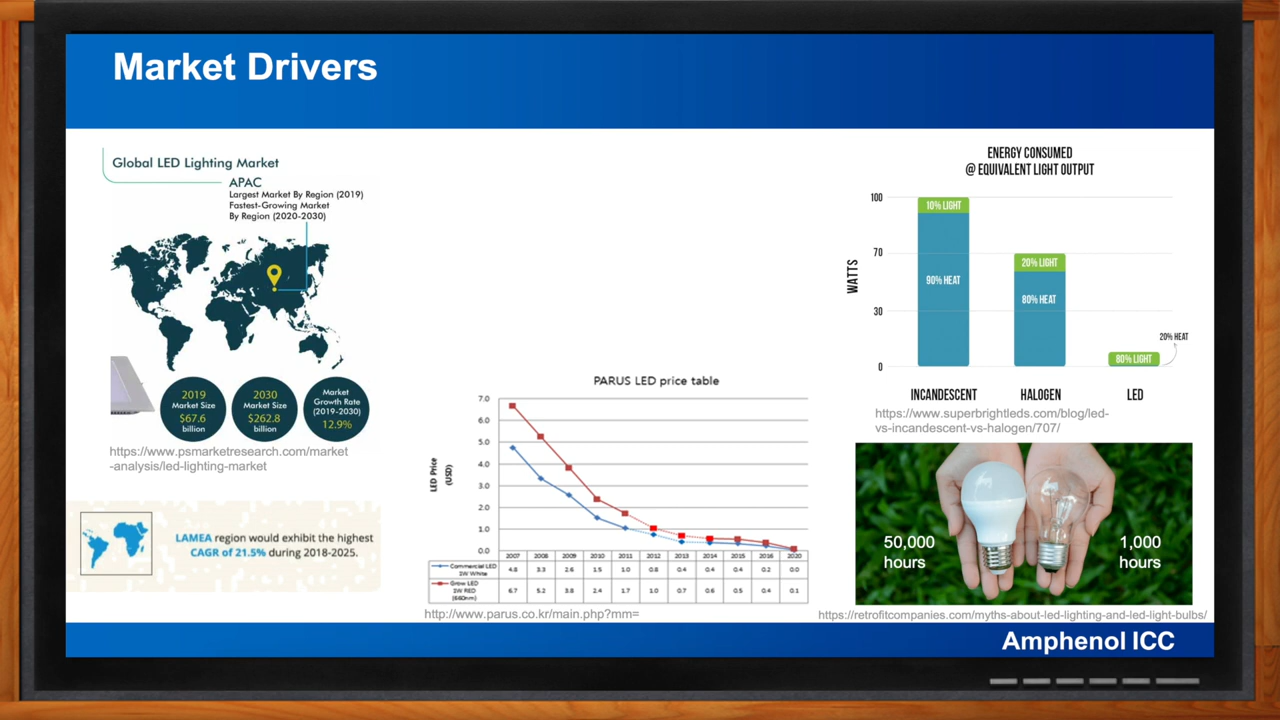 Market Drivers
Global LED Lighting Market
APAC
Largest Market By Region (2019)
Fastest-Growing Market
By Region (2020-2030)
2019
Market Size
$67.6
billion
2030
Market Size
$262.8
billion
Market
Growth Rate
(2019-2030)
12.9%
https://www.psmarketresearch.com/market
-analysis/led-lighting-market
LAMEA region would exhibit the highest
CAGR of 21.5% during 2018-2025.
PARUS LED price table
LED Price
(USD)
7.0
6.0
5.0
4.0
3.0
2.0
1.0
0.0
2007 2008 2009 2010 2011 2012 2013 2014 2015 2016 2020
Commercial LED
1W White
4.8 3.3 2.6 1.5 1.0 0.8 0.4 0.4 0.4 0.2 0.0
Grow LED
1W RED
(660nm)
6.7 5.2 3.8 2.4 1.7 1.0 0.7 0.6 0.5 0.4 0.1
http://www.parus.co.kr/main.php?mm=
ENERGY CONSUMED
@ EQUIVALENT LIGHT OUTPUT
WATTS
100
70
30
0
10% LIGHT
90% HEAT
20% LIGHT
80% HEAT
20% HEAT
80% LIGHT
INCANDESCENT HALOGEN LED
https://www.superbrightleds.com/blog/led-
vs-incandescent-vs-halogen/707/
50,000
hours
1,000
hours
https://retrofitcompanies.com/myths-about-led-lighting-and-led-light-bulbs/
Amphenol ICC